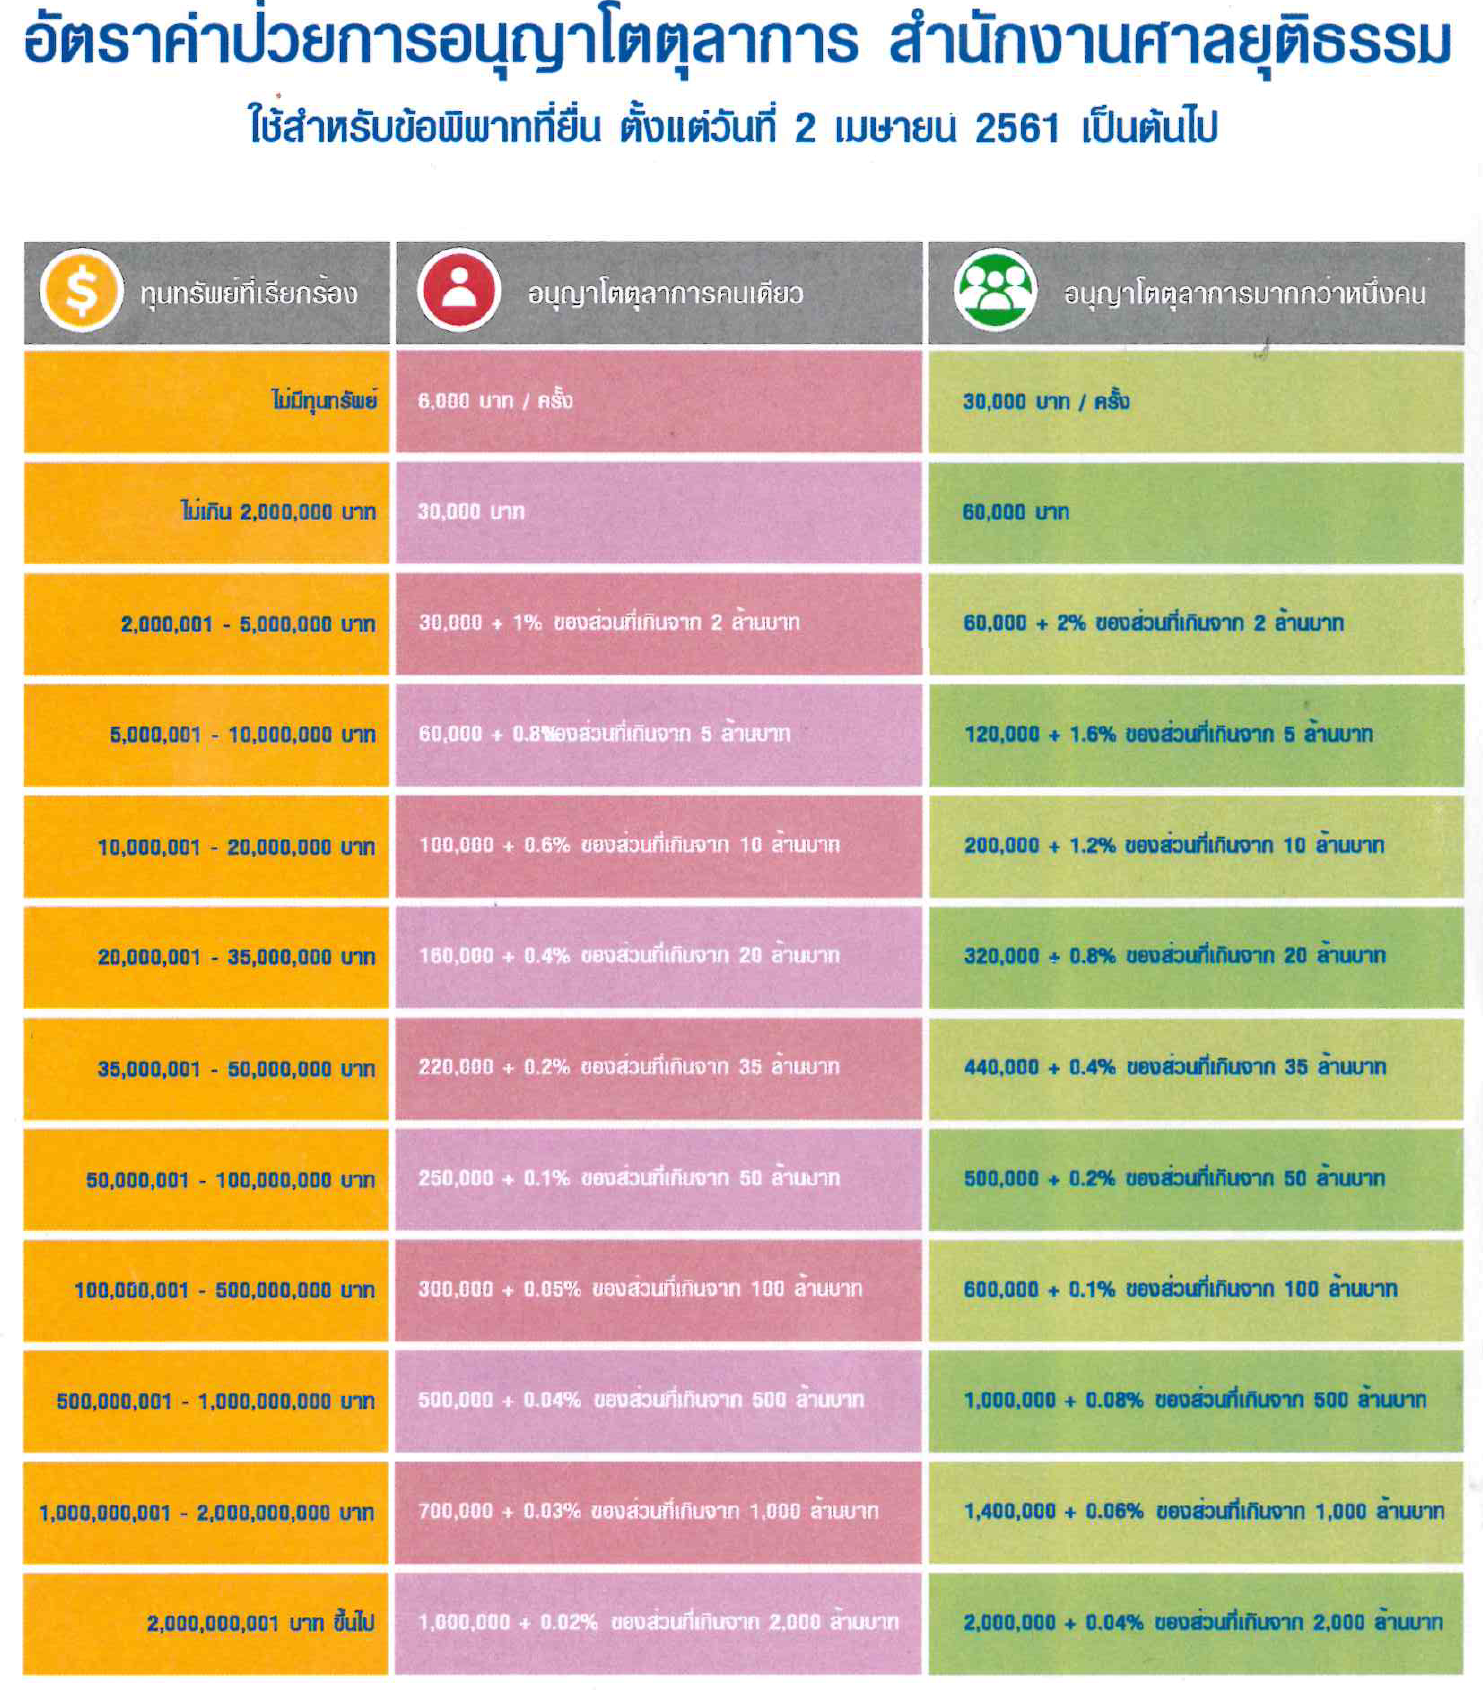 อัตราค่าป่วยการอนุญาโตตุลาการ สำนักงานศาลยุติธรรม
ใช้สำหรับข้อพิพาทที่ยื่น ตั้งแต่วันที่ 2 เมษายน 2561 เป็นต้นไป
ทุนทรัพย์ที่เรียกร้อง อนุญาโตตุลาการคนเดียว อนุญาโตตุลาการมากกว่าหนึ่งคน
ไม่มีทุนทรัพย์ 6,000 บาท / ครั้ง 30,000 บาท / ครั้ง
ไม่เกิน 2,000,000 บาท 30,000 บาท 60,000 บาท
2,000,001 - 5,000,000 บาท 30,000 + 1% ของส่วนที่เกินจาก 2 ล้านบาท 60,000 + 2% ของส่วนที่เกินจาก 2 ล้านบาท
5,000,001 - 10,000,000 บาท 60,000 + 0.8%ของส่วนที่เกินจาก 5 ล้านบาท 120,000 + 1.6% ของส่วนที่เกินจาก 5 ล้านบาท
10,000,001 - 20,000,000 บาท 100,000 + 0.6% ของส่วนที่เกินจาก 10 ล้านบาท 200,000 + 1.2% ของส่วนที่เกินจาก 10 ล้านบาท
20,000,001 - 35,000,000 บาท 160,000 + 0.4% ของส่วนที่เกินจาก 20 ล้านบาท 320,000 + 0.8% ของส่วนที่เกินจาก 20 ล้านบาท
35,000,001 - 50,000,000 บาท 220,000 + 0.2% ของส่วนที่เกินจาก 35 ล้านบาท 440,000 + 0.4% ของส่วนที่เกินจาก 35 ล้านบาท
50,000,001 - 100,000,000 บาท 250,000 + 0.1% ของส่วนที่เกินจาก 50 ล้านบาท 500,000 + 0.2% ของส่วนที่เกินจาก 50 ล้านบาท
100,000,001 - 500,000,000 บาท 300,000 + 0.05% ของส่วนที่เกินจาก 100 ล้านบาท 600,000 + 0.1% ของส่วนที่เกินจาก 100 ล้านบาท
500,000,001 - 1,000,000,000 บาท 500,000 + 0.04% ของส่วนที่เกินจาก 500 ล้านบาท 1,000,000 + 0.08% ของส่วนที่เกินจาก 500 ล้านบาท
1,000,000,001 - 2,000,000,000 บาท 700,000 + 0.03% ของส่วนที่เกินจาก 1,000 ล้านบาท 1,400,000 + 0.06% ของส่วนที่เกินจาก 1,000 ล้านบาท
2,000,000,001 บาท ขึ้นไป 1,000,000 + 0.02% ของส่วนที่เกินจาก 2,000 ล้านบาท 2,000,000 + 0.04% ของส่วนที่เกินจาก 2,000 ล้านบาท